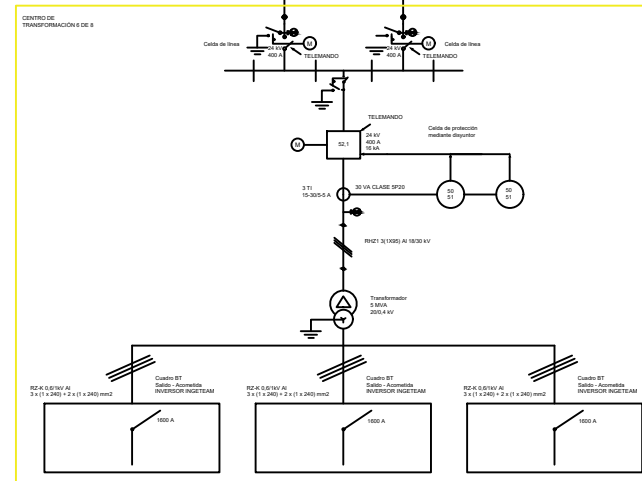 CENTRO DE
TRANSFORMACIÓN 6 DE 8
Celda de línea
24 kV
400 A
M
TELEMANDO
24 kV
400 A
M
TELEMANDO
Celda de línea
TELEMANDO
M
52,1
24 kV
400 A
16 kA
Celda de protección
mediante disyuntor
3 TI
15-30/5-5 A
30 VA CLASE 5P20
50
51
50
51
RHZ1 3(1X95) Al 18/30 kV
Transformador
5 MVA
20/0,4 kV
RZ-K 0,6/1kV Al
3 x (1 x 240) + 2 x (1 x 240) mm2
Cuadro BT
Salido - Acometida
INVERSOR INGETEAM
1600 A
RZ-K 0,6/1kV Al
3 x (1 x 240) + 2 x (1 x 240) mm2
Cuadro BT
Salido - Acometida
INVERSOR INGETEAM
1600 A
RZ-K 0,6/1kV Al
3 x (1 x 240) + 2 x (1 x 240) mm2
Cuadro BT
Salido - Acometida
INVERSOR INGETEAM
1600 A